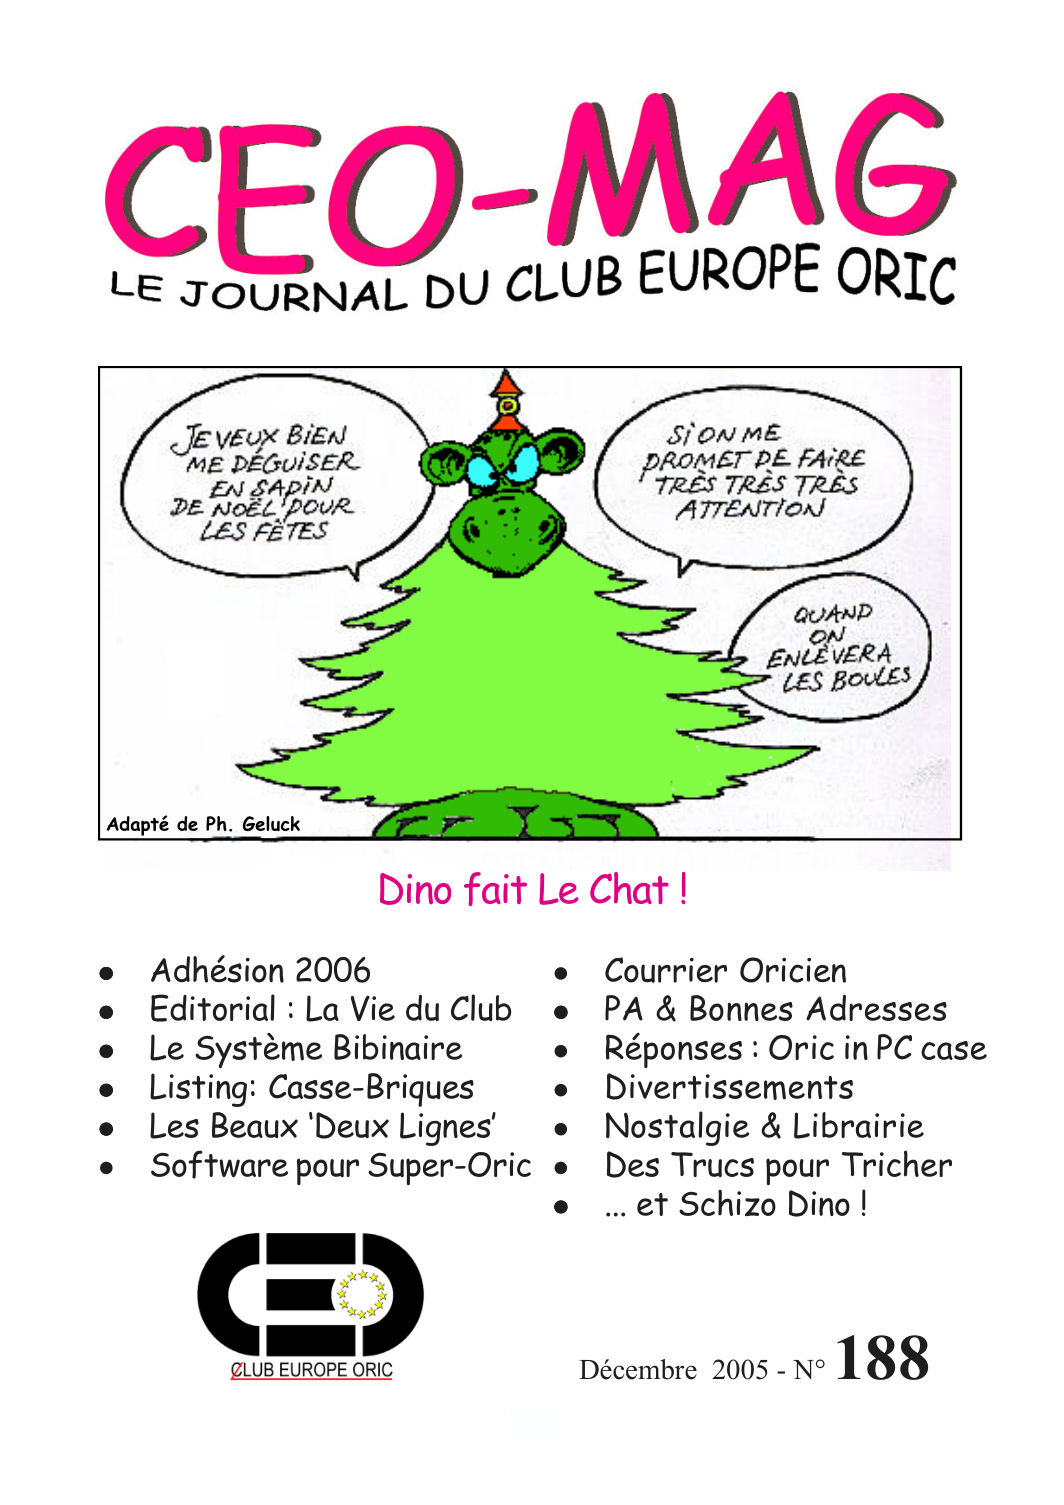 CEO-MAG
LE JOURNAL DU CLUB EUROPE ORIC
JE VEUX BIEN
ME DÉGUISER
EN SAPIN
DE NOËL POUR
LES FÊTES
SI ON ME
PROMET DE FAIRE
TRÈS TRÈS TRÈS
ATTENTION
QUAND
ON
ENLÈVERA
LES BOULES
Adapté de Ph. Geluck
Dino fait Le Chat !
● Adhésion 2006
● Editorial : La Vie du Club
● Le Système Bibinaire
● Listing: Casse-Briques
● Les Beaux ‘Deux Lignes’
● Software pour Super-Oric
● Courrier Oricien
● PA & Bonnes Adresses
● Réponses : Oric in PC case
● Divertissements
● Nostalgie & Librairie
● Des Trucs pour Tricher
● ... et Schizo Dino !
CEO
CLUB EUROPE ORIC
Décembre 2005 - N° 188